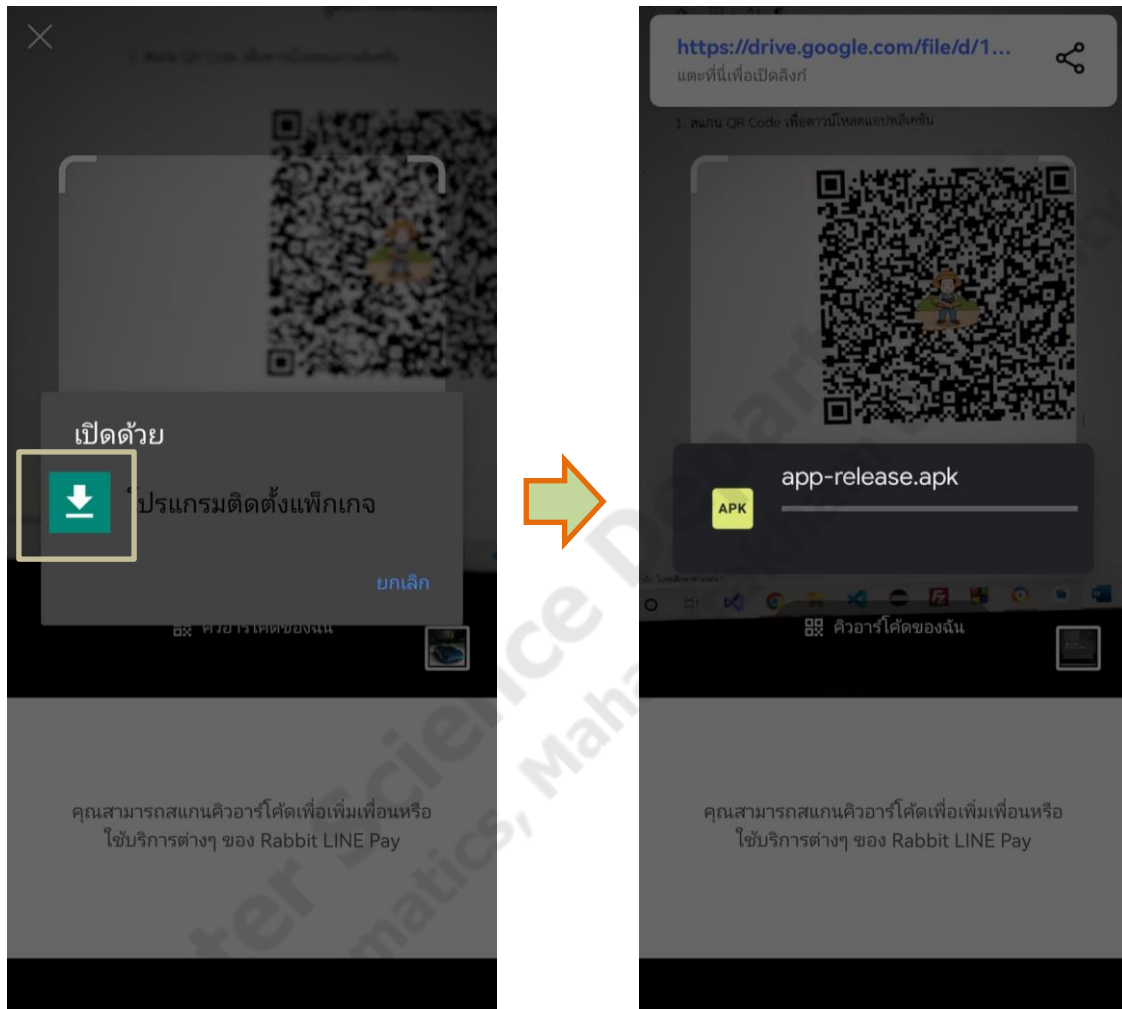 เปิดด้วย
โปรแกรมติดตั้งแพ็กเกจ
ยกเลิก
คิวอาร์โค้ดของฉัน
คุณสามารถสแกนคิวอาร์โค้ดเพื่อเพิ่มเพื่อนหรือ
ใช้บริการต่างๆ ของ Rabbit LINE Pay
https://drive.google.com/file/d/1...
แตะที่นี่เพื่อเปิดลิงก์
1. สแกน QR Code เพื่อดาวน์โหลดแอปพลิเคชัน
app-release.apk
APK
คิวอาร์โค้ดของฉัน
คุณสามารถสแกนคิวอาร์โค้ดเพื่อเพิ่มเพื่อนหรือ
ใช้บริการต่างๆ ของ Rabbit LINE Pay